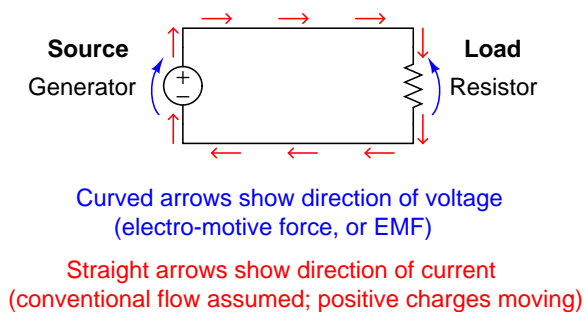 Source
Generator
+
−
Load
Resistor
Curved arrows show direction of voltage
(electro-motive force, or EMF)
Straight arrows show direction of current
(conventional flow assumed; positive charges moving)